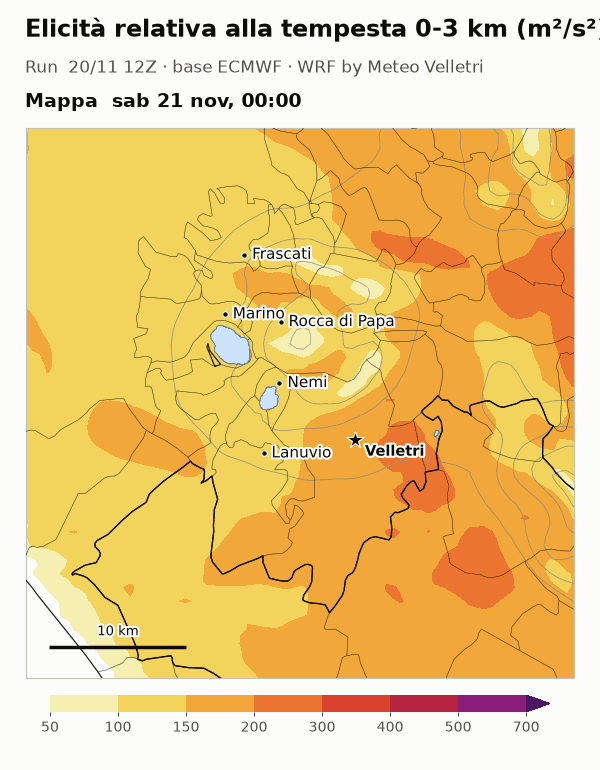 Elicità relativa alla tempesta 0-3 km (m²/s²)
Run  20/11 12Z · base ECMWF · WRF by Meteo Velletri
Mappa  sab 21 nov, 00:00
Frascati
Marino
Rocca di Papa
Nemi
Velletri
Lanuvio
10 km
50 100 150 200 300 400 500 700